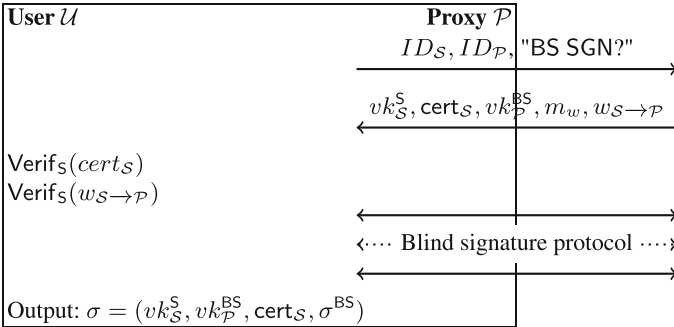 User 𝒰 Proxy 𝒫
ID_𝒮, ID_𝒫, "BS SGN?"
vk_𝒮^S, cert_𝒮, vk_𝒫^BS, m_w, w_𝒮→𝒫
Verif_S(cert_𝒮)
Verif_S(w_𝒮→𝒫)
Blind signature protocol
Output: σ = (vk_𝒮^S, vk_𝒫^BS, cert_𝒮, σ^BS)